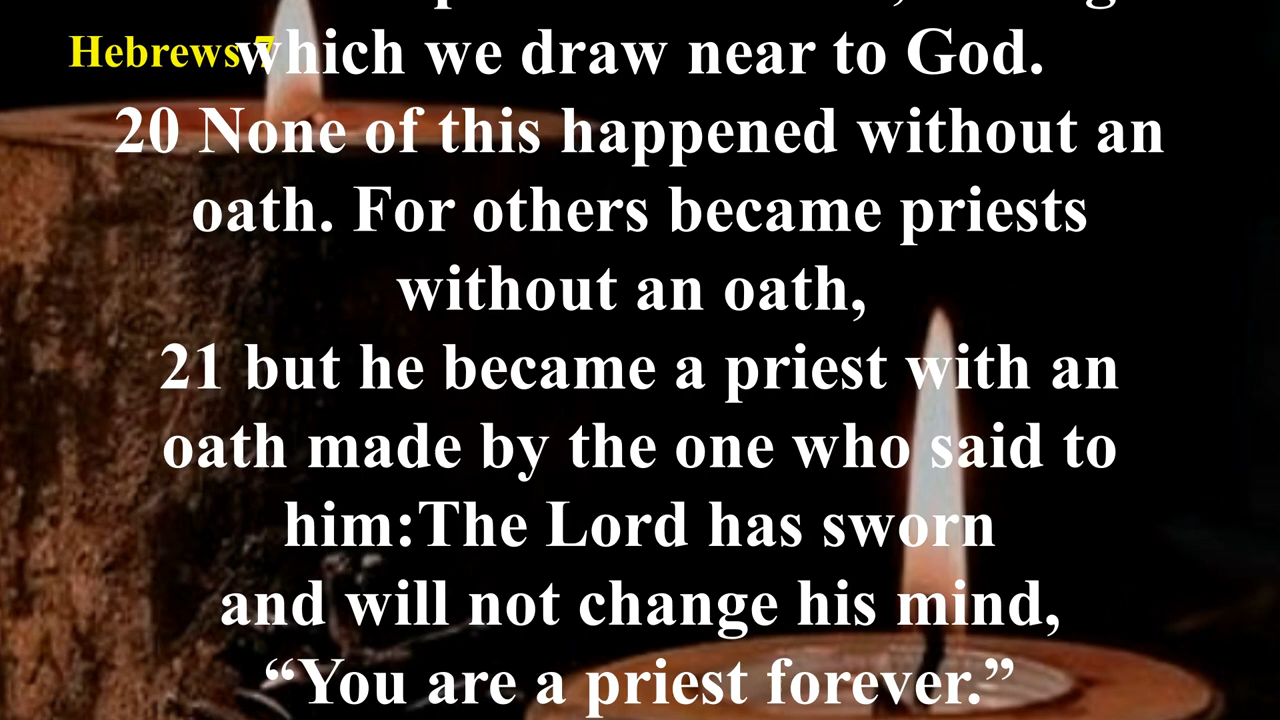 Hebrews 7
which we draw near to God.
20 None of this happened without an
oath. For others became priests
without an oath,
21 but he became a priest with an
oath made by the one who said to
him:The Lord has sworn
and will not change his mind,
“You are a priest forever.”